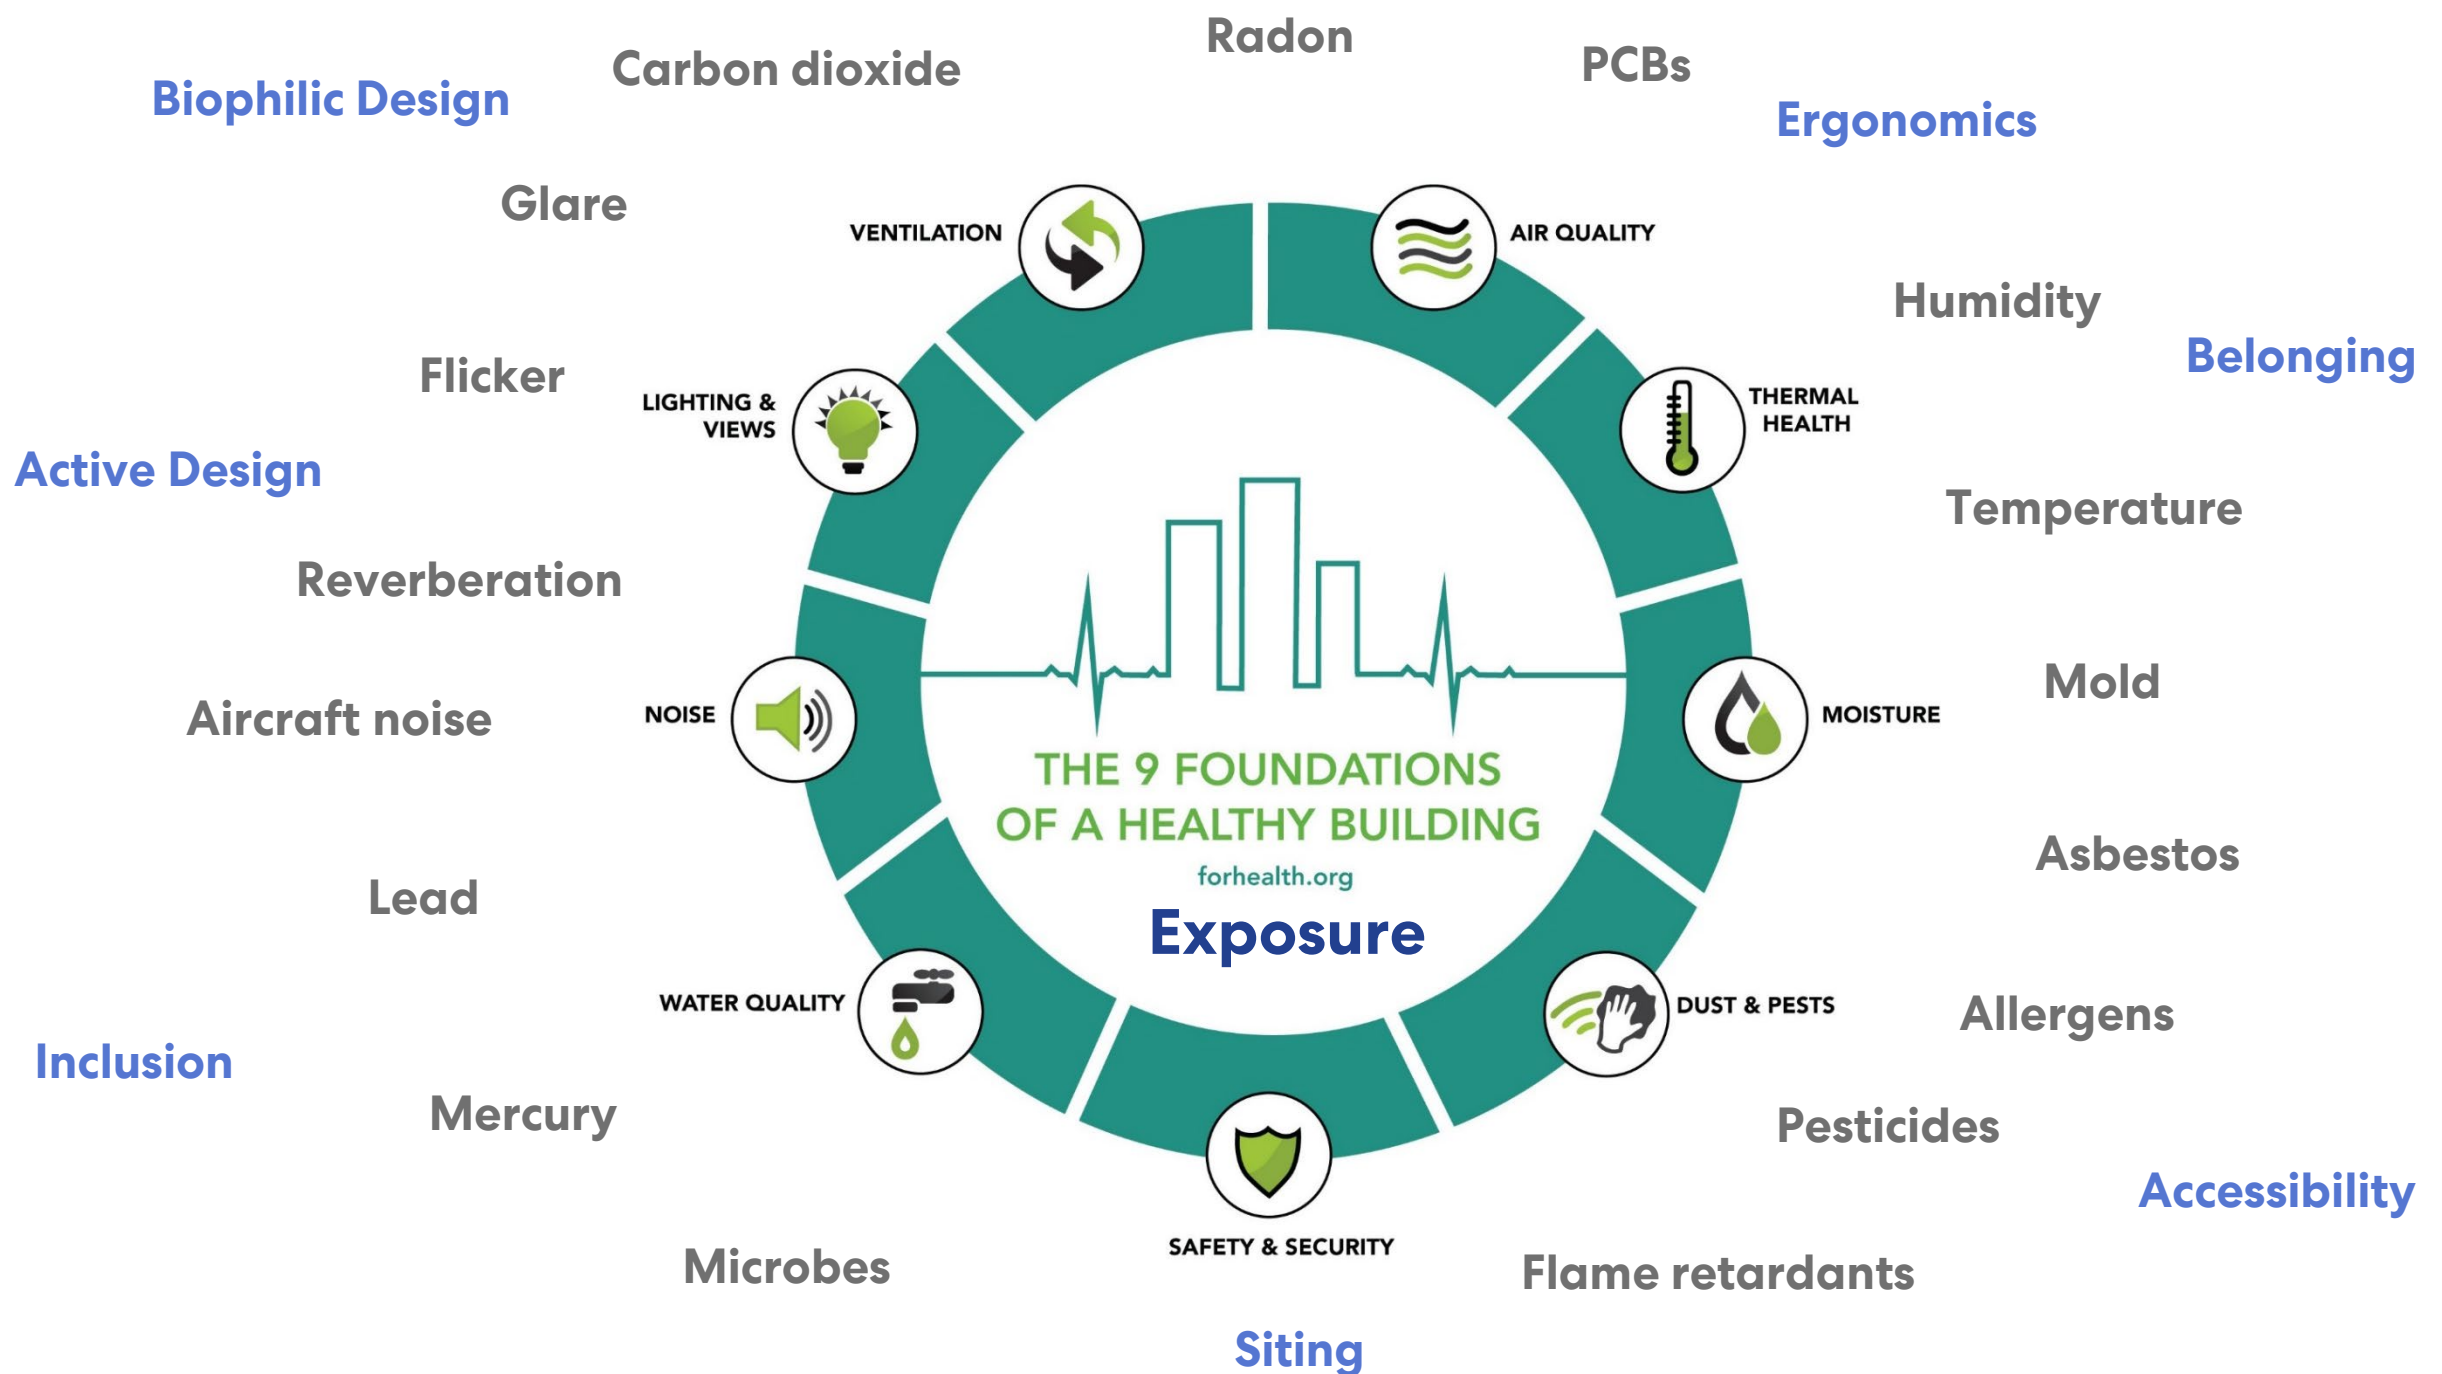 Radon
PCBs
Carbon dioxide
Biophilic Design
Ergonomics
Glare
VENTILATION
AIR QUALITY
Humidity
Belonging
Flicker
LIGHTING &
VIEWS
THERMAL
HEALTH
Active Design
Temperature
Reverberation
Mold
Aircraft noise
NOISE
MOISTURE
THE 9 FOUNDATIONS
OF A HEALTHY BUILDING
forhealth.org
Exposure
Asbestos
Lead
WATER QUALITY
DUST & PESTS
Allergens
Inclusion
Mercury
Pesticides
Accessibility
SAFETY & SECURITY
Microbes
Flame retardants
Siting